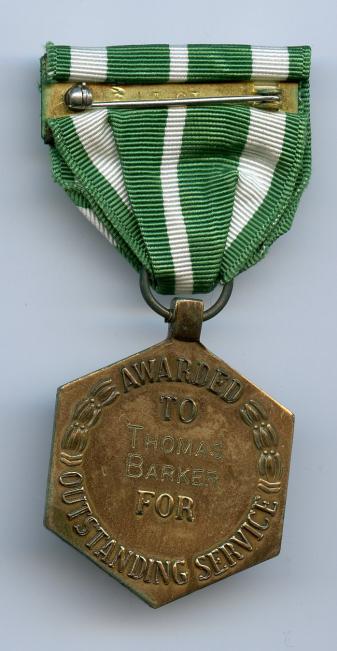 AWARDED
TO
THOMAS
BARKER
FOR
OUTSTANDING SERVICE